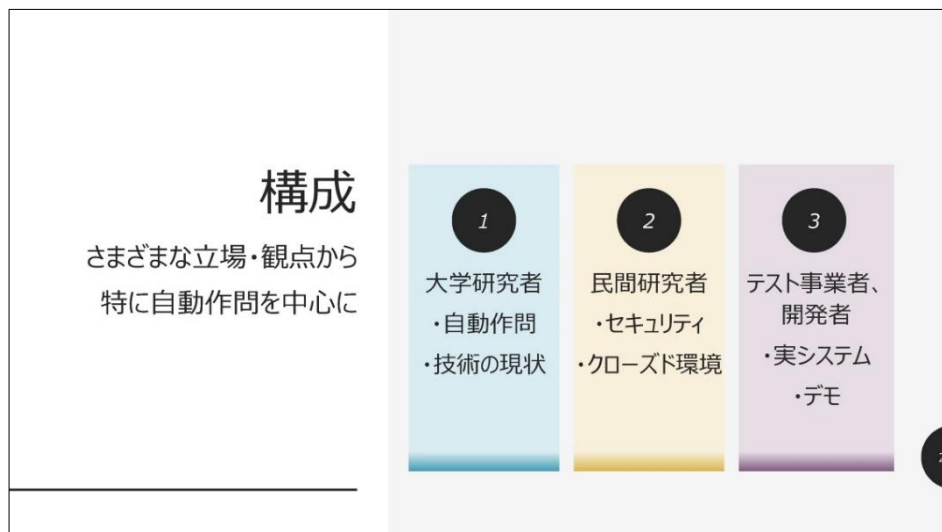 構成
さまざまな立場・観点から
特に自動作問を中心に
1
大学研究者
・自動作問
・技術の現状
2
民間研究者
・セキュリティ
・クローズド環境
3
テスト事業者、
開発者
・実システム
・デモ